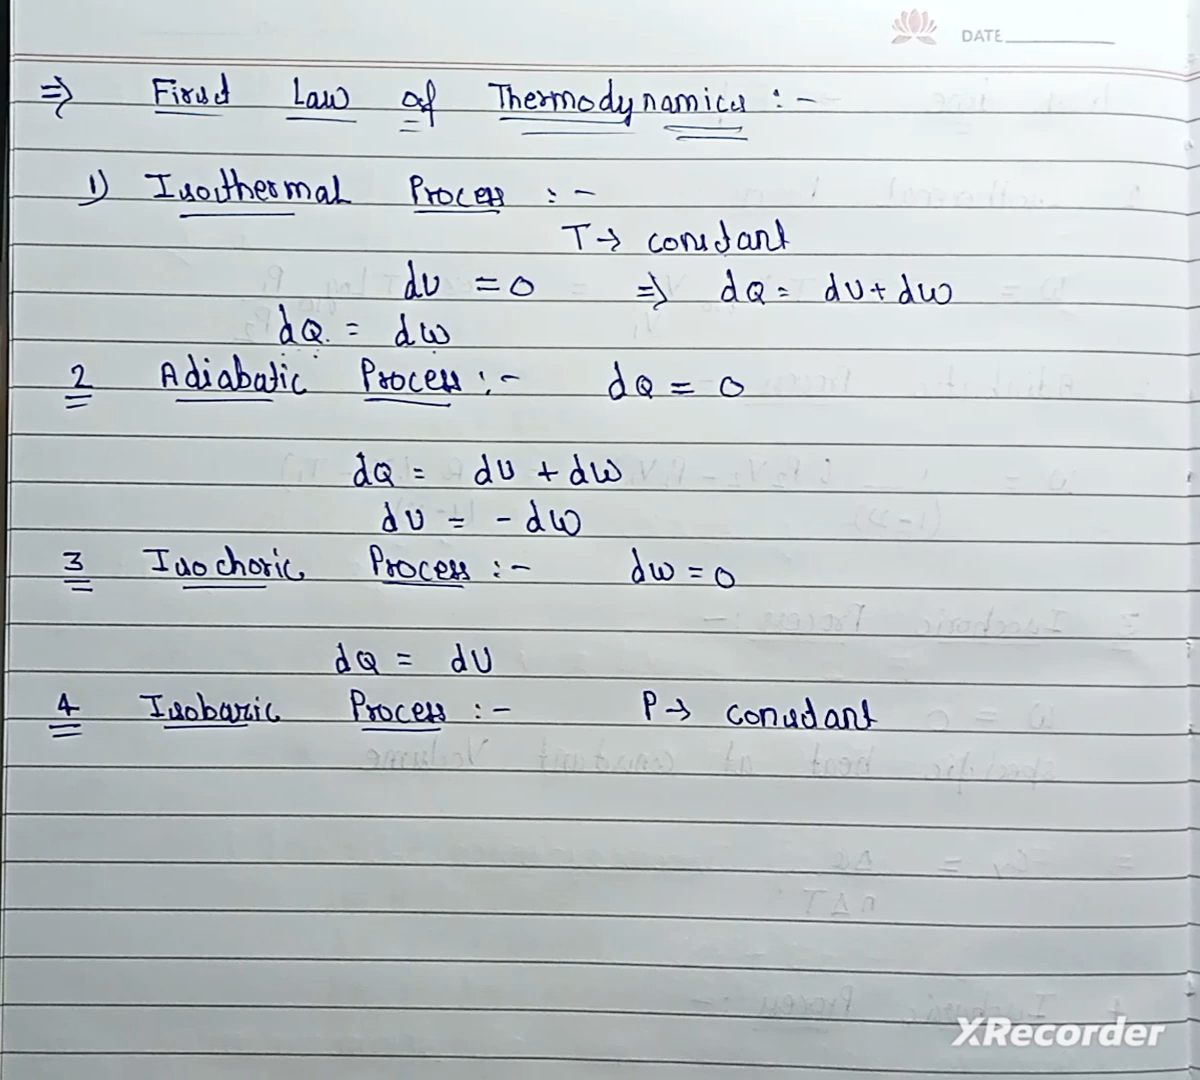 DATE
⇒ First Law of Thermodynamics :-
1) Isothermal Process :-
T → constant
dU = 0 ⇒ dQ = dU + dW
dQ = dW
2 Adiabatic Process :- dQ = 0
dQ = dU + dW
dU = - dW
3 Isochoric Process :- dW = 0
dQ = dU
4 Isobaric Process :- P → constant
XRecorder